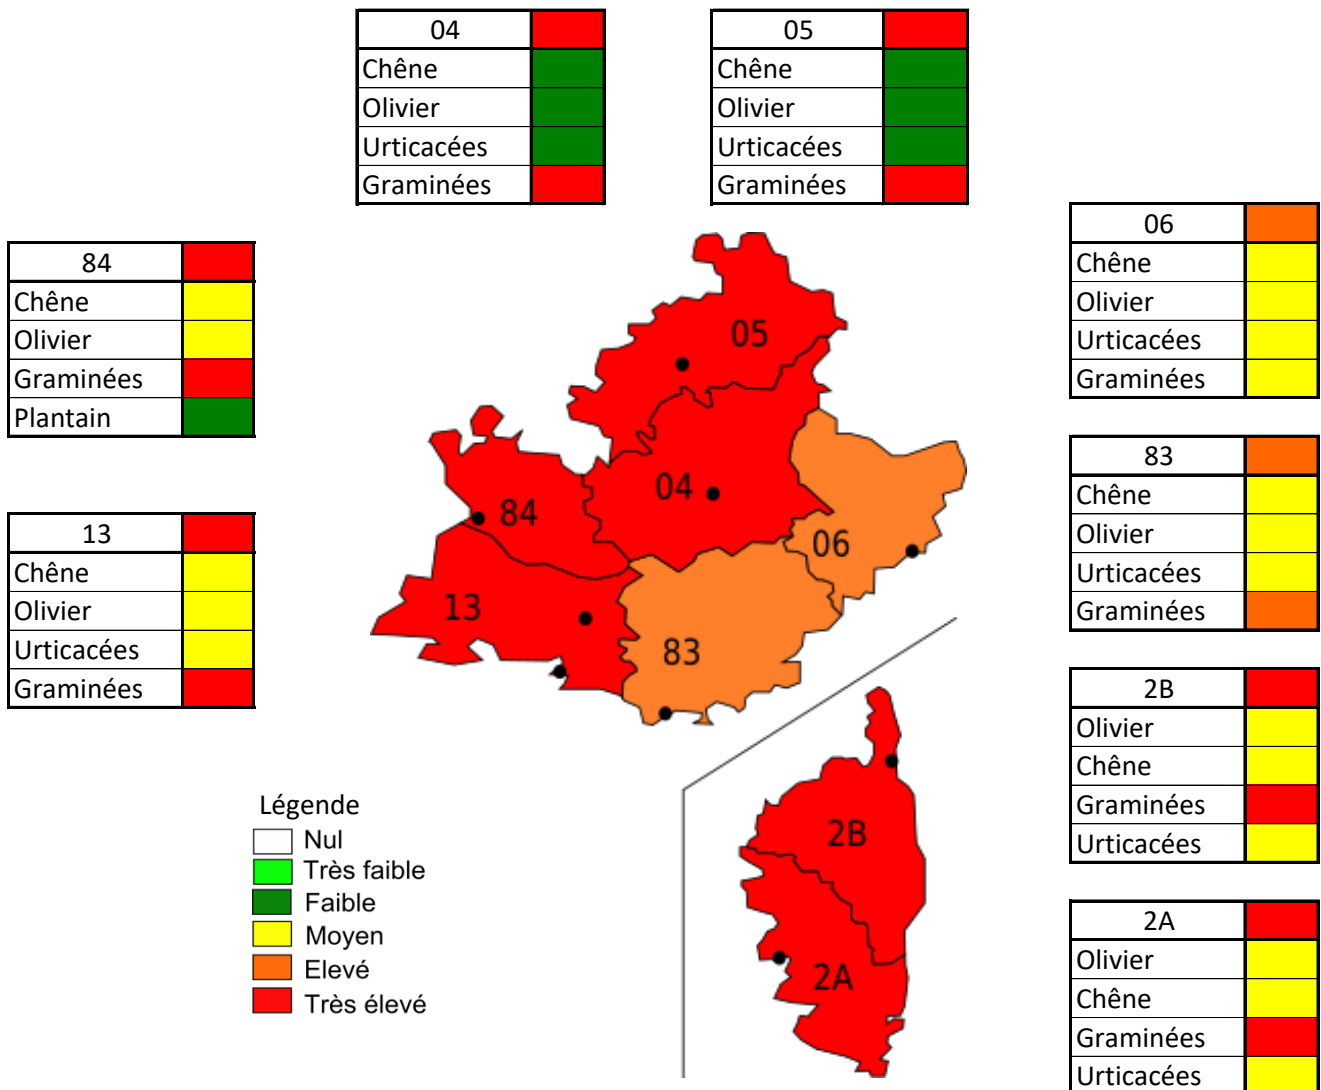 04
Chêne
Olivier
Urticacées
Graminées
05
Chêne
Olivier
Urticacées
Graminées
84
Chêne
Olivier
Graminées
Plantain
13
Chêne
Olivier
Urticacées
Graminées
05
04
84
06
13
83
2B
2A
06
Chêne
Olivier
Urticacées
Graminées
83
Chêne
Olivier
Urticacées
Graminées
2B
Olivier
Chêne
Graminées
Urticacées
2A
Olivier
Chêne
Graminées
Urticacées
Légende
Nul
Très faible
Faible
Moyen
Elevé
Très élevé